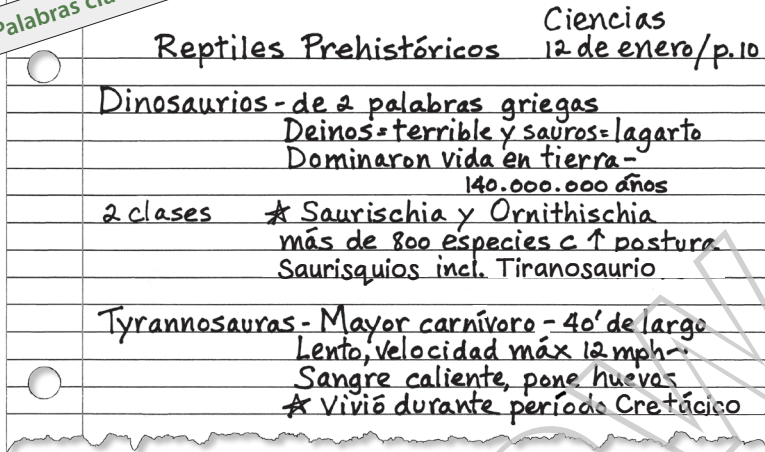 Palabras
Ciencias
Reptiles Prehistóricos 12 de enero/p.10
Dinosaurios - de 2 palabras griegas
Deinos = terrible y sauros = lagarto
Dominaron vida en tierra -
140.000.000 años
2 clases ☆ Saurischia y Ornithischia
más de 800 especies c ↑ postura
Saurisquios incl. Tiranosaurio
Tyrannosauras - Mayor carnívoro - 40' de largo
Lento, velocidad máx 12 mph -
Sangre caliente, pone huevos
☆ Vivió durante período Cretácico